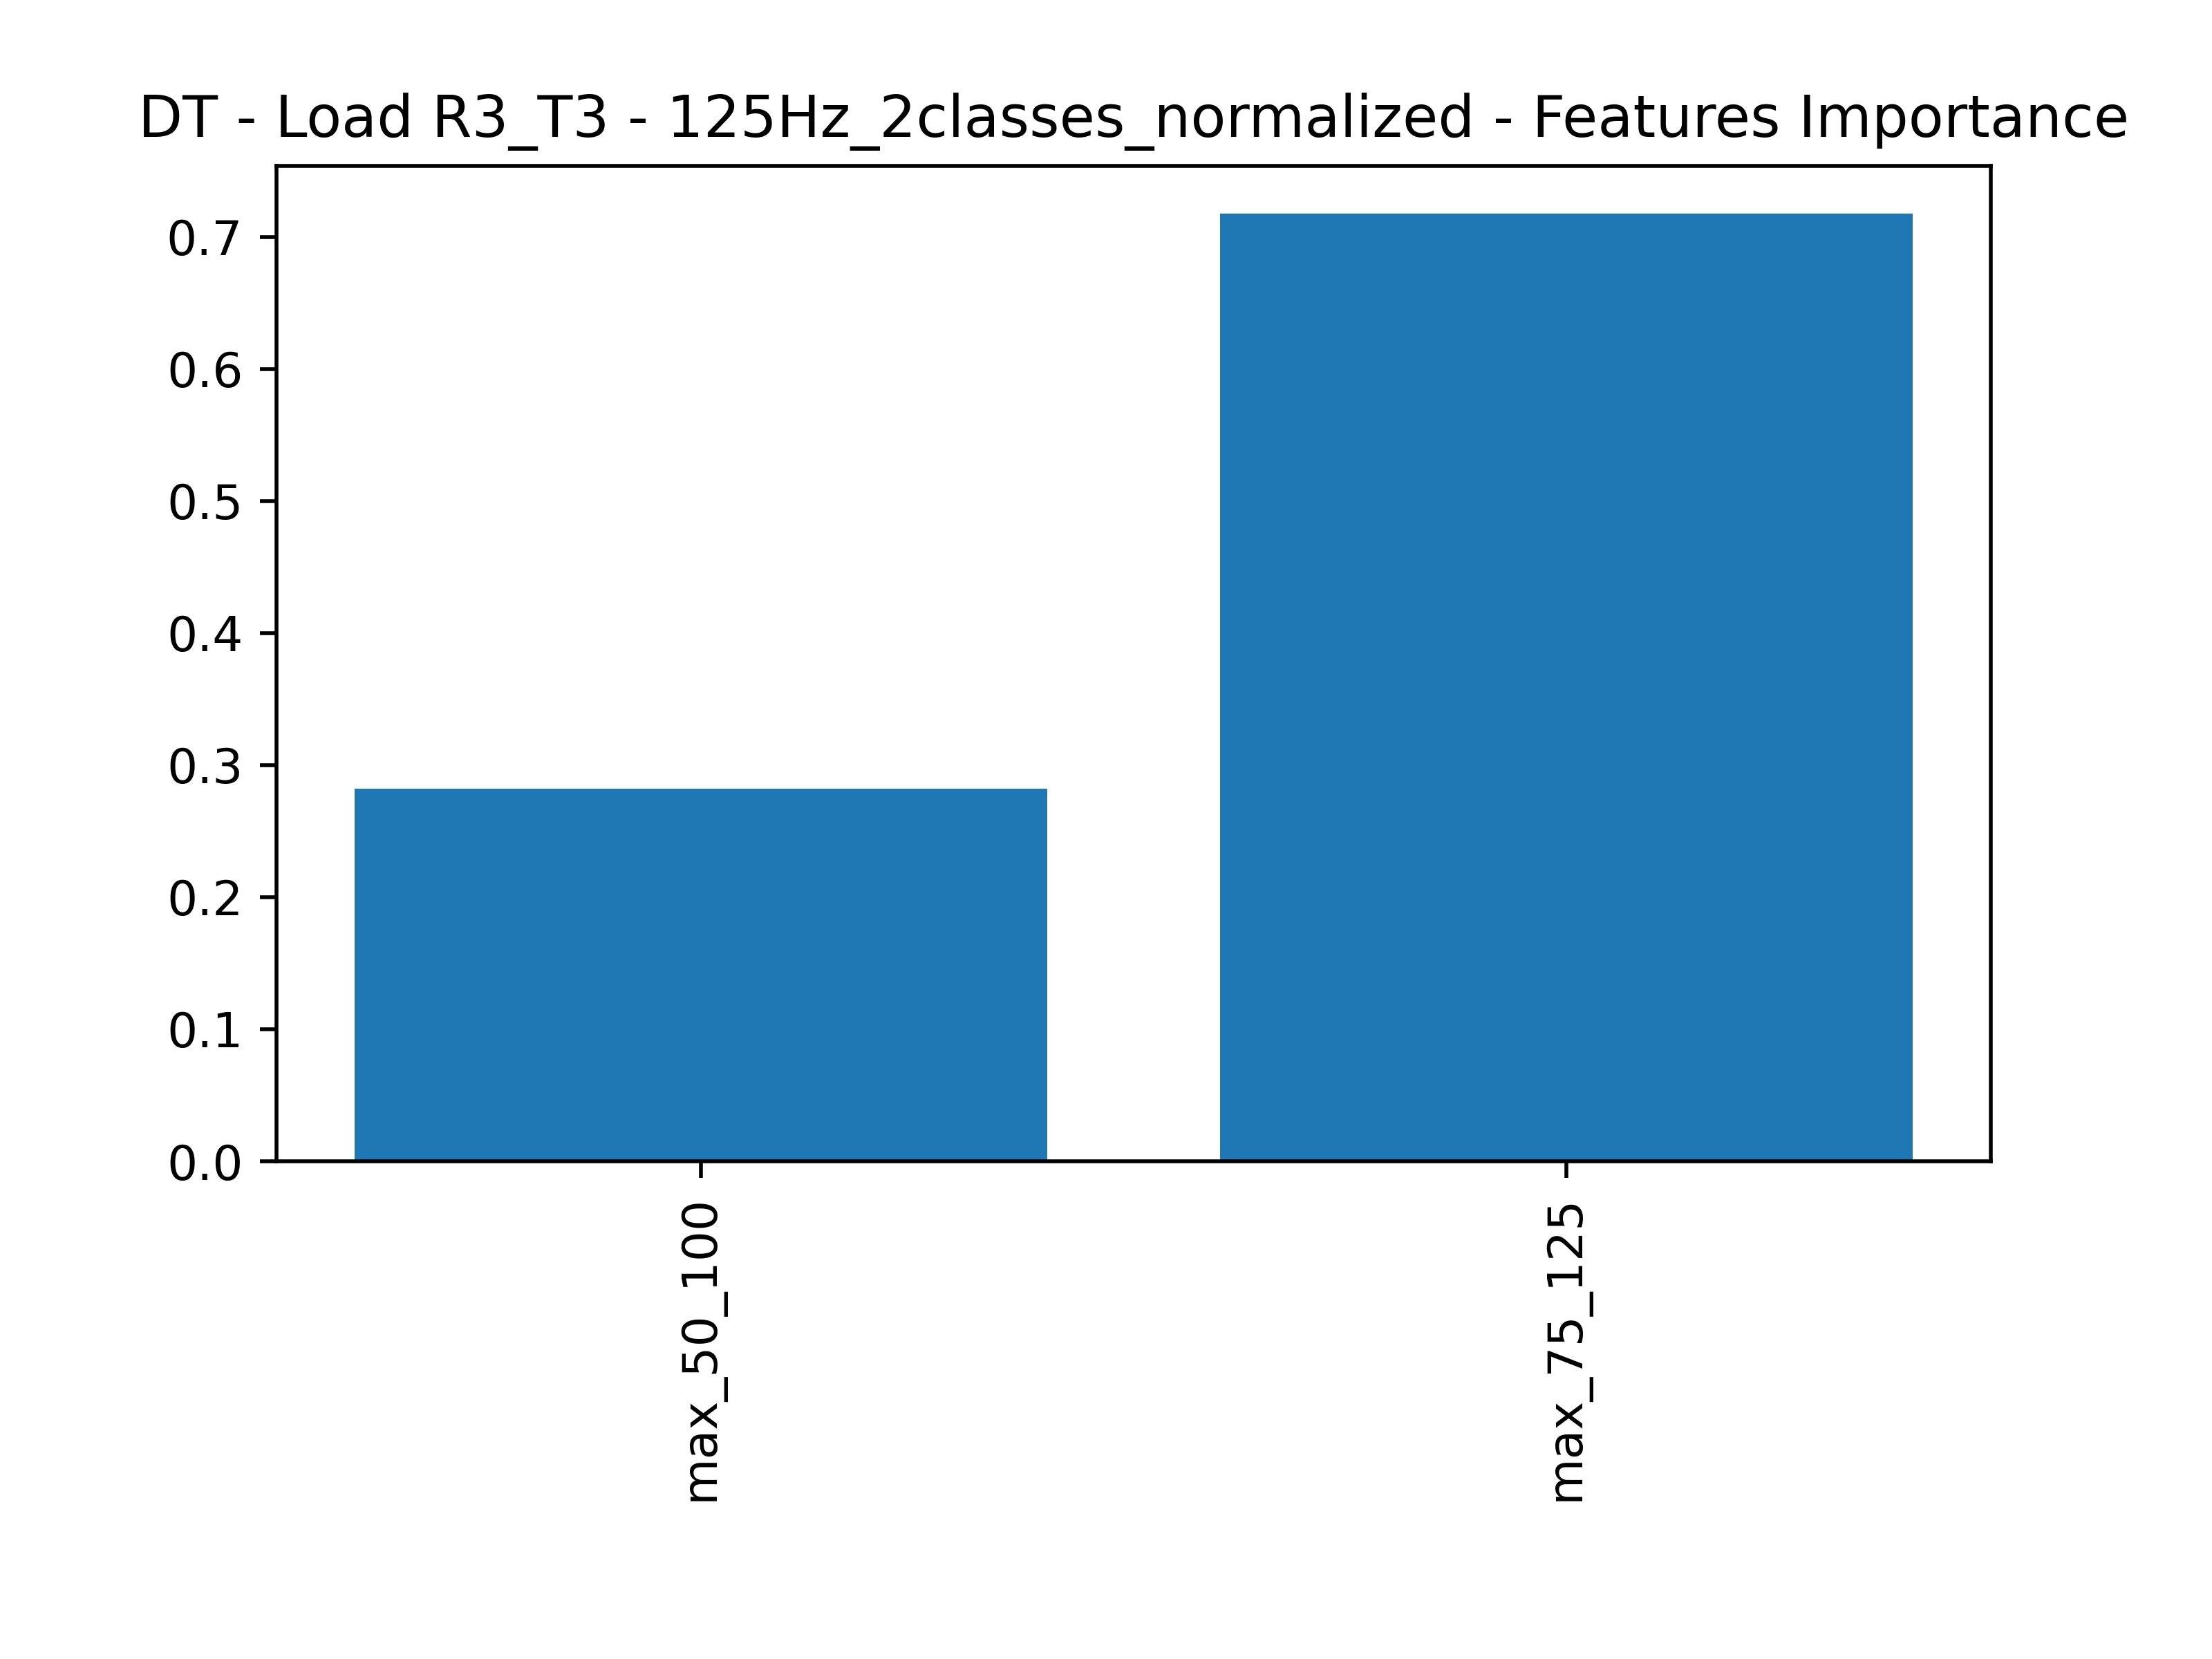 DT - Load R3_T3 - 125Hz_2classes_normalized - Features Importance
0.7
0.6
0.5
0.4
0.3
0.2
0.1
0.0
max_50_100
max_75_125